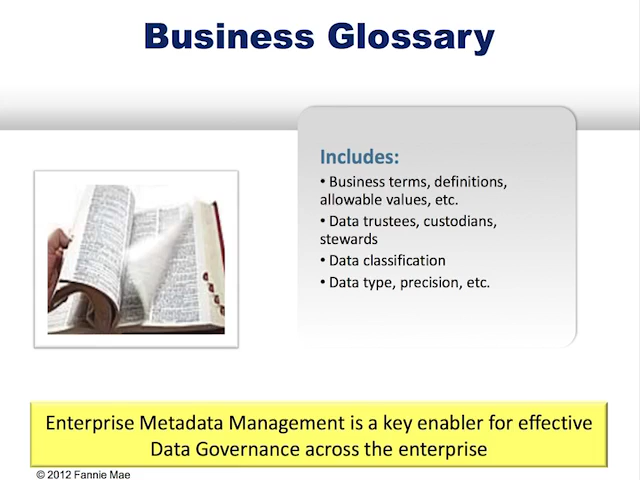 Business Glossary
Includes:
• Business terms, definitions,
allowable values, etc.
• Data trustees, custodians,
stewards
• Data classification
• Data type, precision, etc.
Enterprise Metadata Management is a key enabler for effective
Data Governance across the enterprise
© 2012 Fannie Mae